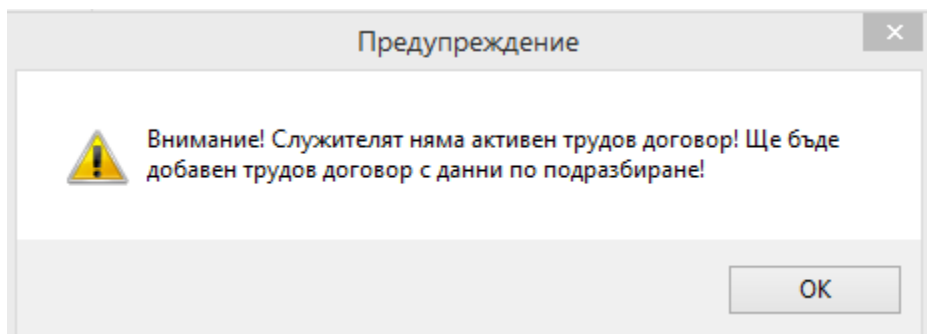 Предупреждение
Внимание! Служителят няма активен трудов договор! Ще бъде
добавен трудов договор с данни по подразбиране!
OK